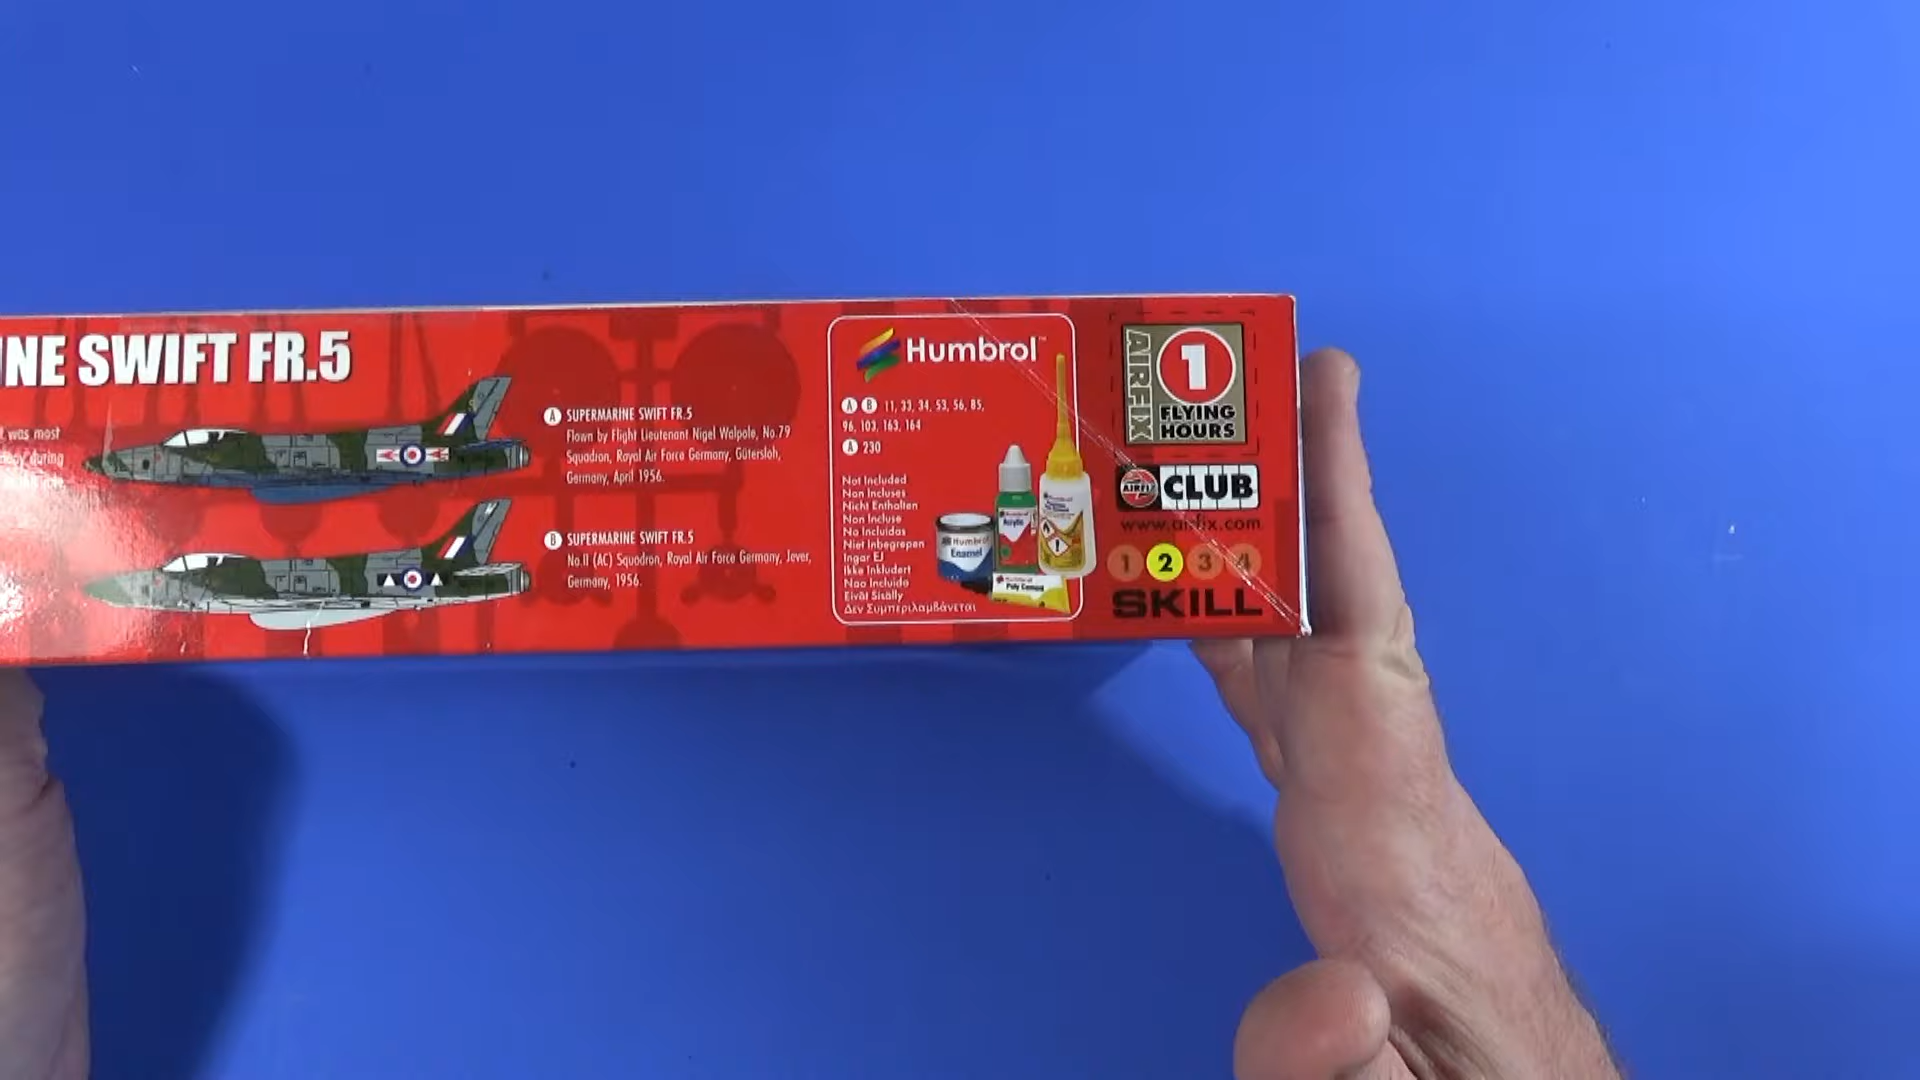 INE SWIFT FR.5
was most
during
A SUPERMARINE SWIFT FR.5
Flown by Flight Lieutenant Nigel Walpole, No.79
Squadron, Royal Air Force Germany, Gütersloh,
Germany, April 1956.
B SUPERMARINE SWIFT FR.5
No.II (AC) Squadron, Royal Air Force Germany, Jever,
Germany, 1956.
Humbrol™
A B 11, 33, 34, 53, 56, 85,
96, 103, 163, 164
A 230
Not Included
Non Incluses
Nicht Enthalten
Non Incluse
No Incluidas
Niet Inbegrepen
Ingar EJ
Ikke Inkludert
Nao Incluido
Eivät Sisälly
Δεν Συμπεριλαμβάνεται
Humbrol
Enamel
Acrylic
Poly Cement
AIRFIX
1
FLYING
HOURS
AIRFIX CLUB
www.airfix.com
1 2 3 4
SKILL